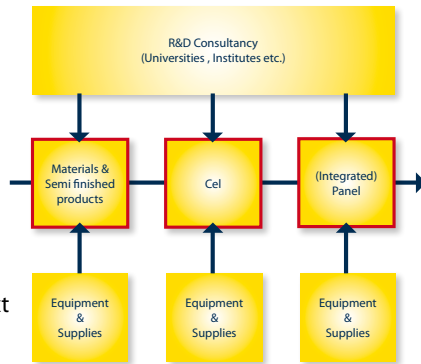 R&D Consultancy
(Universities , Institutes etc.)
Materials &
Semi finished
products
Cel
(Integrated)
Panel
Equipment
&
Supplies
Equipment
&
Supplies
Equipment
&
Supplies